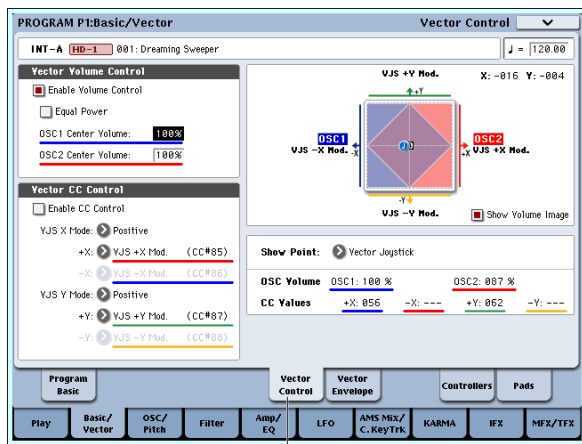 PROGRAM P1:Basic/Vector
Vector Control
INT-A HD-1 001: Dreaming Sweeper
♩ = 120.00
Vector Volume Control
Enable Volume Control
Equal Power
OSC1 Center Volume: 100%
OSC2 Center Volume: 100%
Vector CC Control
Enable CC Control
VJS X Mode: Positive
+X: VJS +X Mod. (CC#85)
-X: VJS -X Mod. (CC#86)
VJS Y Mode: Positive
+Y: VJS +Y Mod. (CC#87)
-Y: VJS -Y Mod. (CC#88)
VJS +Y Mod.
X: -016 Y: -004
+Y
OSC1
VJS -X Mod.
-X
J
OSC2
+X VJS +X Mod.
-Y
VJS -Y Mod.
Show Volume Image
Show Point: Vector Joystick
OSC Volume OSC1: 100 % OSC2: 087 %
CC Values +X: 056 -X: --- +Y: 062 -Y: ---
Program Basic
Vector Control
Vector Envelope
Controllers
Pads
Play
Basic/ Vector
OSC/ Pitch
Filter
Amp/ EQ
LFO
AMS Mix/ C.KeyTrk
KARMA
IFX
MFX/TFX